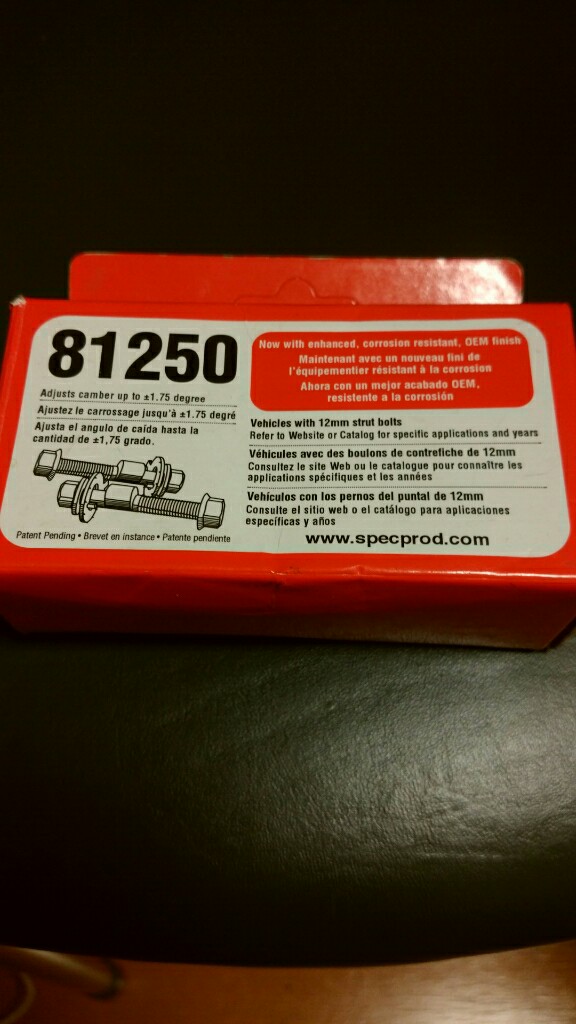 81250
Adjusts camber up to ±1.75 degree
Ajustez le carrossage jusqu'à ±1.75 degré
Ajusta el angulo de caída hasta la
cantidad de ±1,75 grado.
Patent Pending • Brevet en instance • Patente pendiente
Now with enhanced, corrosion resistant, OEM finish
Maintenant avec un nouveau fini de
l'équipementier résistant à la corrosion
Ahora con un mejor acabado OEM,
resistente a la corrosión
Vehicles with 12mm strut bolts
Refer to Website or Catalog for specific applications and years
Véhicules avec des boulons de contrefiche de 12mm
Consultez le site Web ou le catalogue pour connaître les
applications spécifiques et les années
Vehículos con los pernos del puntal de 12mm
Consulte el sitio web o el catálogo para aplicaciones
específicas y años
www.specprod.com